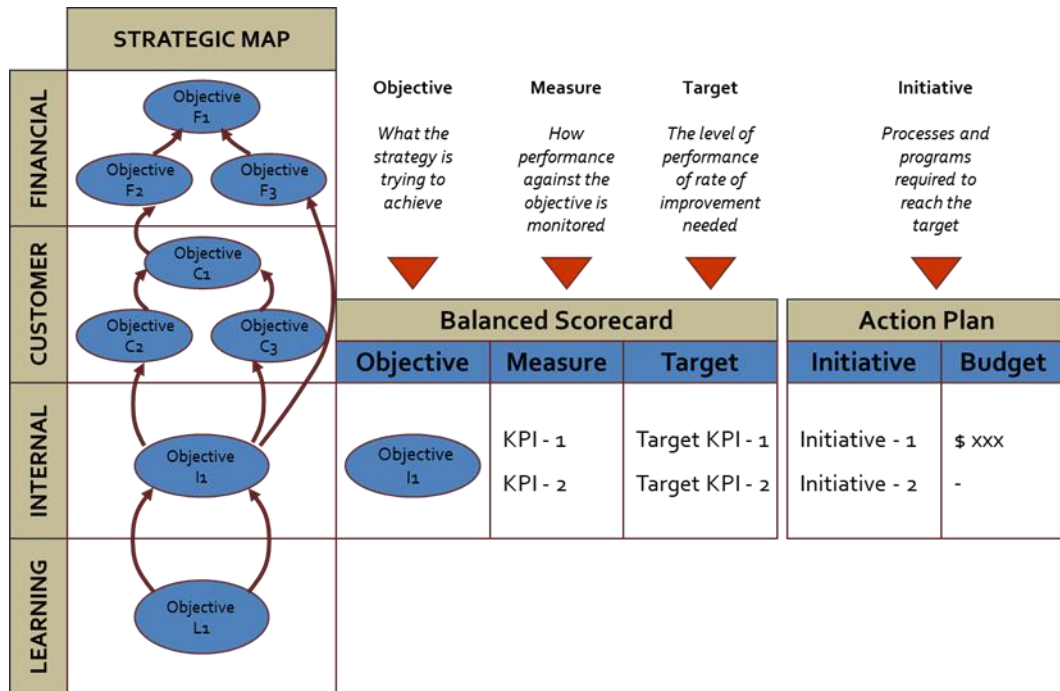 STRATEGIC MAP
FINANCIAL
Objective
F1
Objective
F2
Objective
F3
CUSTOMER
Objective
C1
Objective
C2
Objective
C3
INTERNAL
Objective
I1
LEARNING
Objective
L1
Objective
What the
strategy is
trying to
achieve
Measure
How
performance
against the
objective is
monitored
Target
The level of
performance
of rate of
improvement
needed
Initiative
Processes and
programs
required to
reach the
target
Balanced Scorecard
Objective Measure Target
Objective
I1
KPI - 1 Target KPI - 1
KPI - 2 Target KPI - 2
Action Plan
Initiative Budget
Initiative - 1 $ xxx
Initiative - 2 -